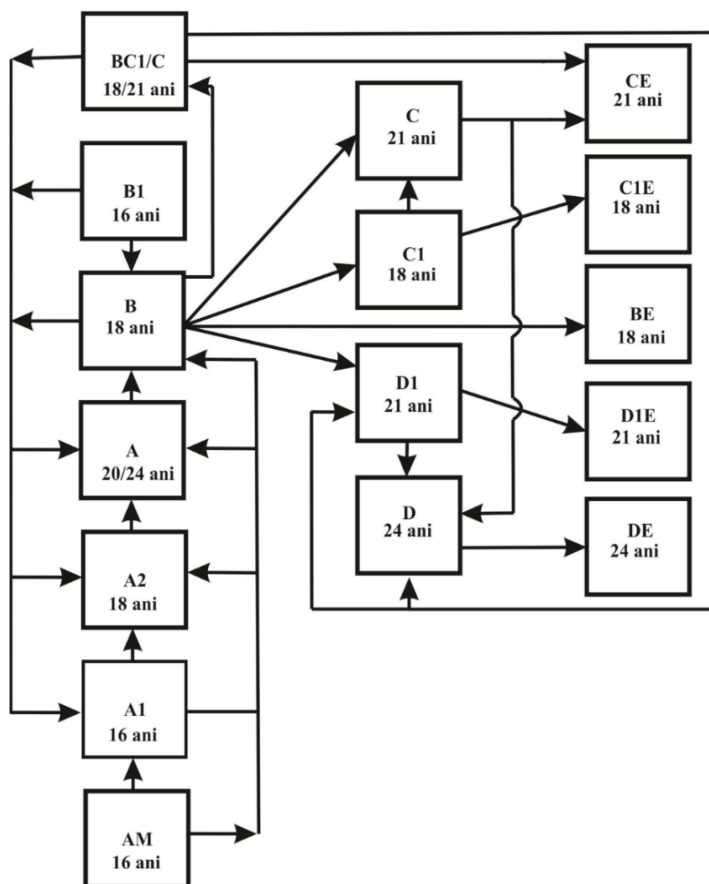 BC1/C
18/21 ani
B1
16 ani
B
18 ani
A
20/24 ani
A2
18 ani
A1
16 ani
AM
16 ani
C
21 ani
C1
18 ani
D1
21 ani
D
24 ani
CE
21 ani
C1E
18 ani
BE
18 ani
D1E
21 ani
DE
24 ani